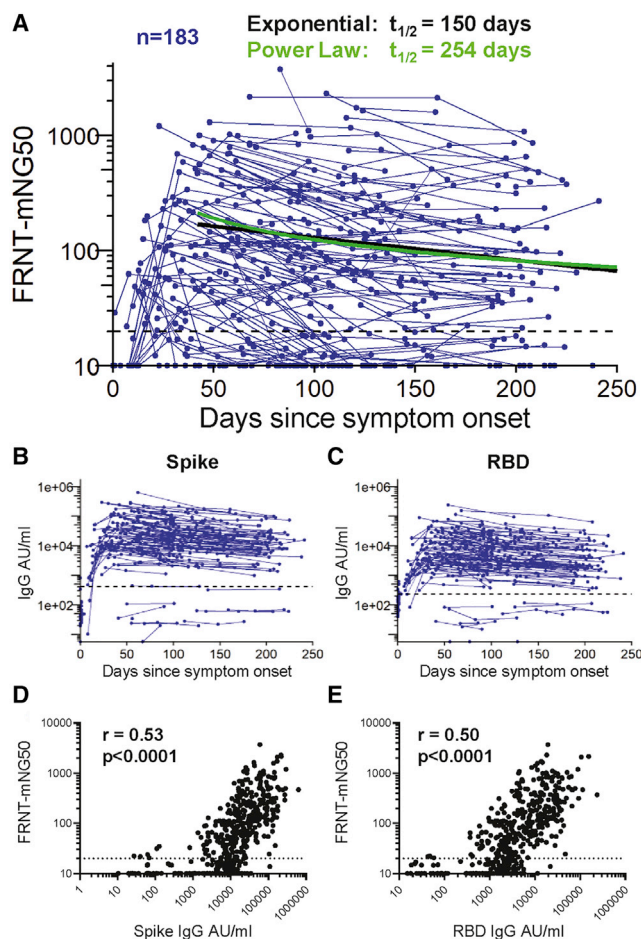 A
n=183
Exponential: t1/2 = 150 days
Power Law: t1/2 = 254 days
FRNT-mNG50
1000
100
10
0 50 100 150 200 250
Days since symptom onset
B
Spike
IgG AU/ml
1e+06
1e+04
1e+02
0 50 100 150 200 250
Days since symptom onset
C
RBD
IgG AU/ml
1e+06
1e+04
1e+02
0 50 100 150 200 250
Days since symptom onset
D
r = 0.53
p<0.0001
FRNT-mNG50
10000
1000
100
10
1 10 100 1000 10000 100000 1000000
Spike IgG AU/ml
E
r = 0.50
p<0.0001
FRNT-mNG50
10000
1000
100
10
10 100 1000 10000 100000 1000000
RBD IgG AU/ml